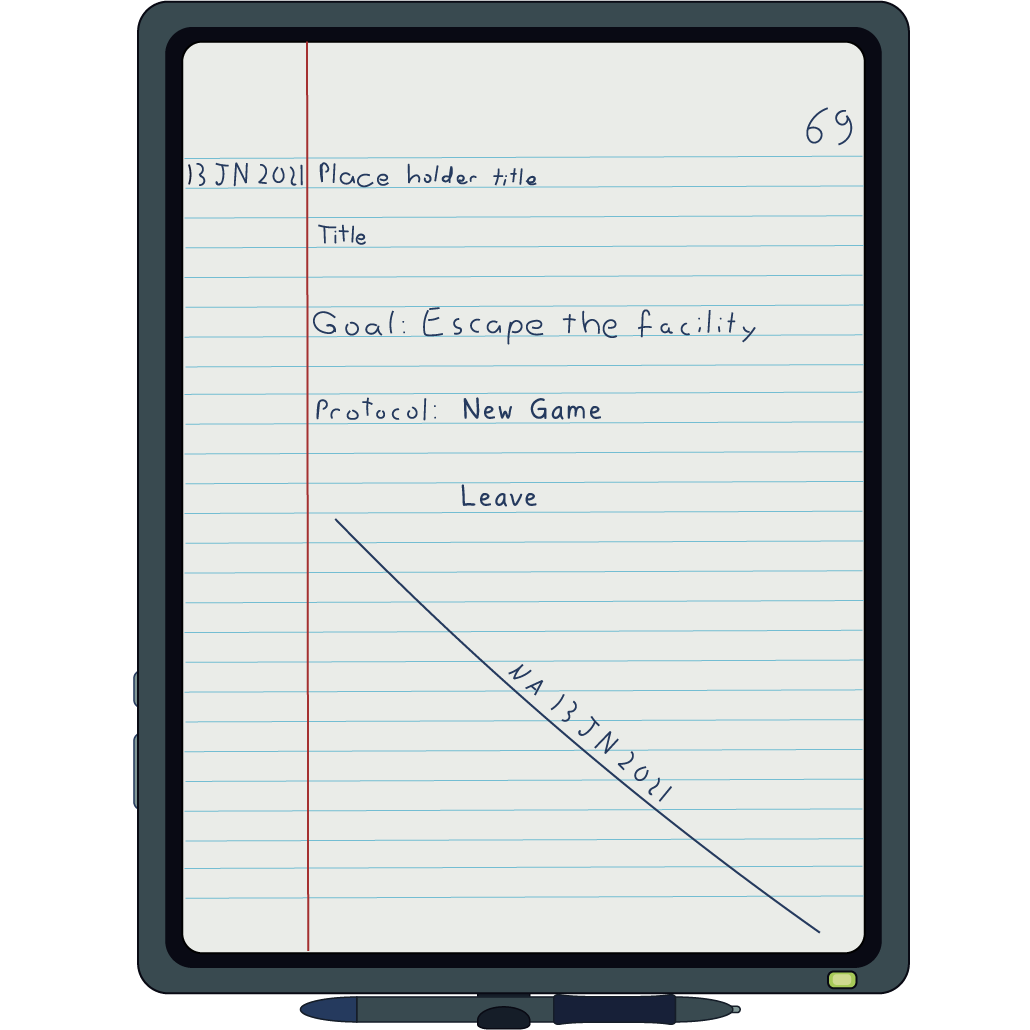 69
13 JN 2021 Place holder title
Title
Goal: Escape the facility
Protocol: New Game
Leave
NA 13 JN 2021